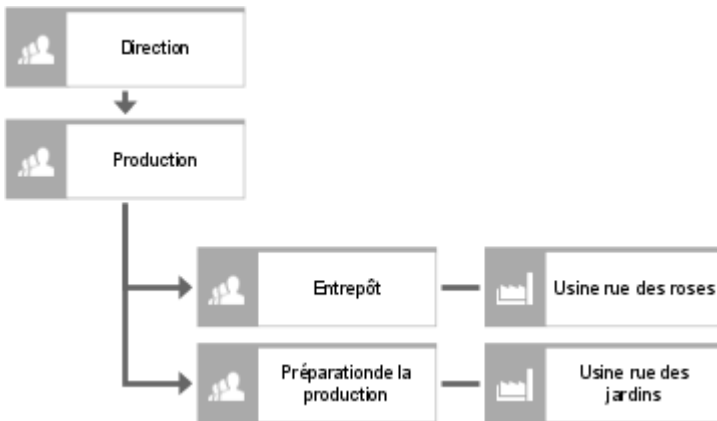 Direction
Production
Entrepôt
Usine rue des roses
Préparationde la
production
Usine rue des
jardins